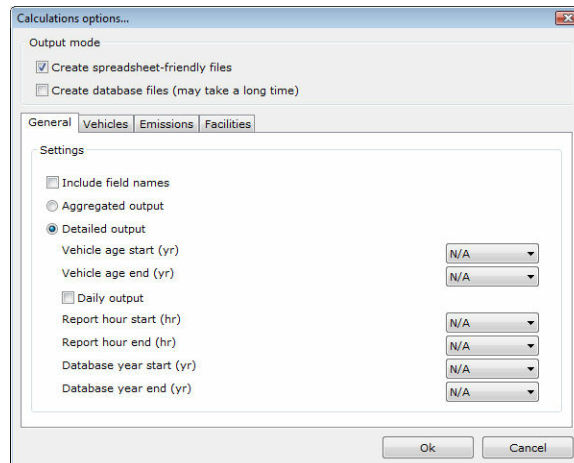 Calculations options...
Output mode
Create spreadsheet-friendly files
Create database files (may take a long time)
General Vehicles Emissions Facilities
Settings
Include field names
Aggregated output
Detailed output
Vehicle age start (yr) N/A
Vehicle age end (yr) N/A
Daily output
Report hour start (hr) N/A
Report hour end (hr) N/A
Database year start (yr) N/A
Database year end (yr) N/A
Ok Cancel